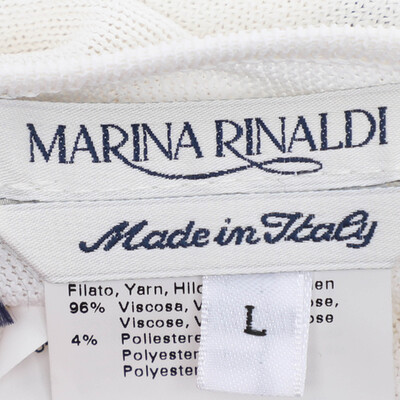 MARINA RINALDI
Made in Italy
Filato, Yarn, Hilo
96% Viscosa,
Viscose,
4% Poliestere
Polyester
Polyester
L